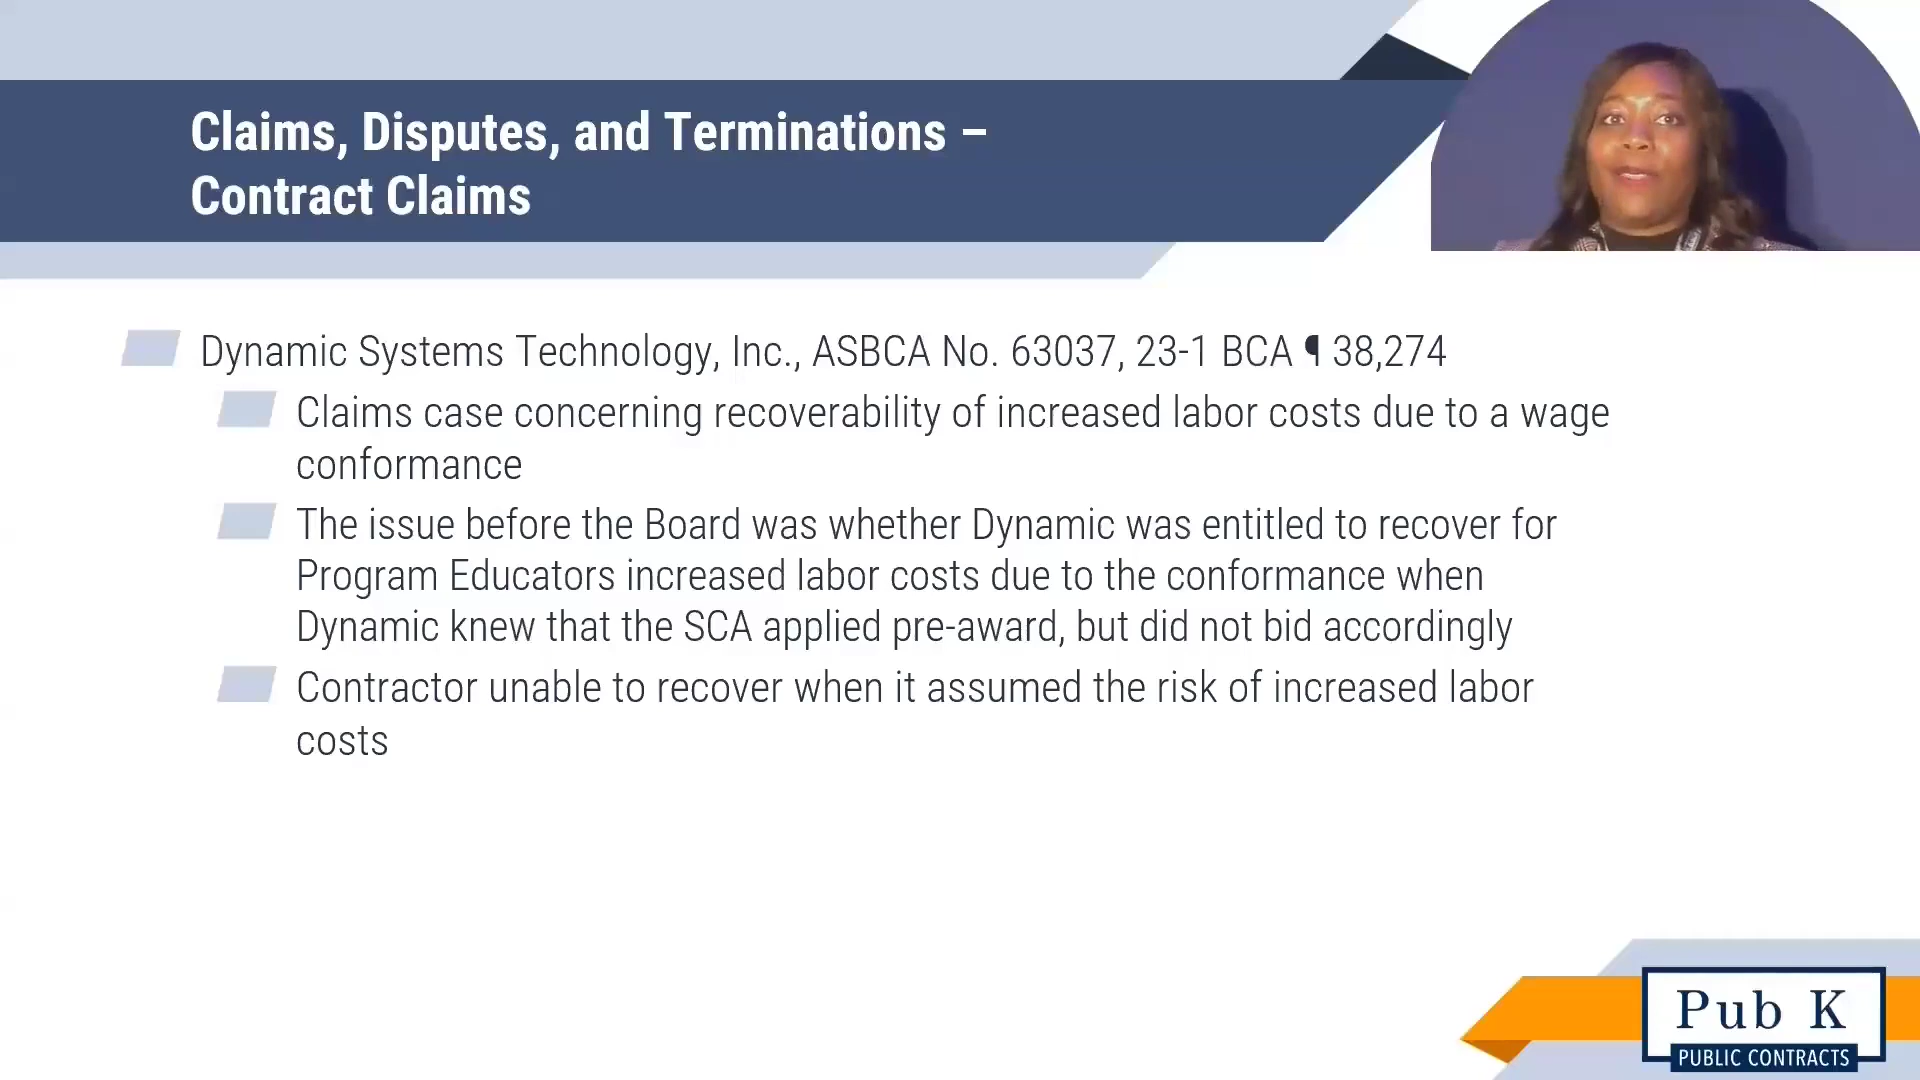 Claims, Disputes, and Terminations –
Contract Claims
Dynamic Systems Technology, Inc., ASBCA No. 63037, 23-1 BCA ¶ 38,274
Claims case concerning recoverability of increased labor costs due to a wage
conformance
The issue before the Board was whether Dynamic was entitled to recover for
Program Educators increased labor costs due to the conformance when
Dynamic knew that the SCA applied pre-award, but did not bid accordingly
Contractor unable to recover when it assumed the risk of increased labor
costs
Pub K
PUBLIC CONTRACTS